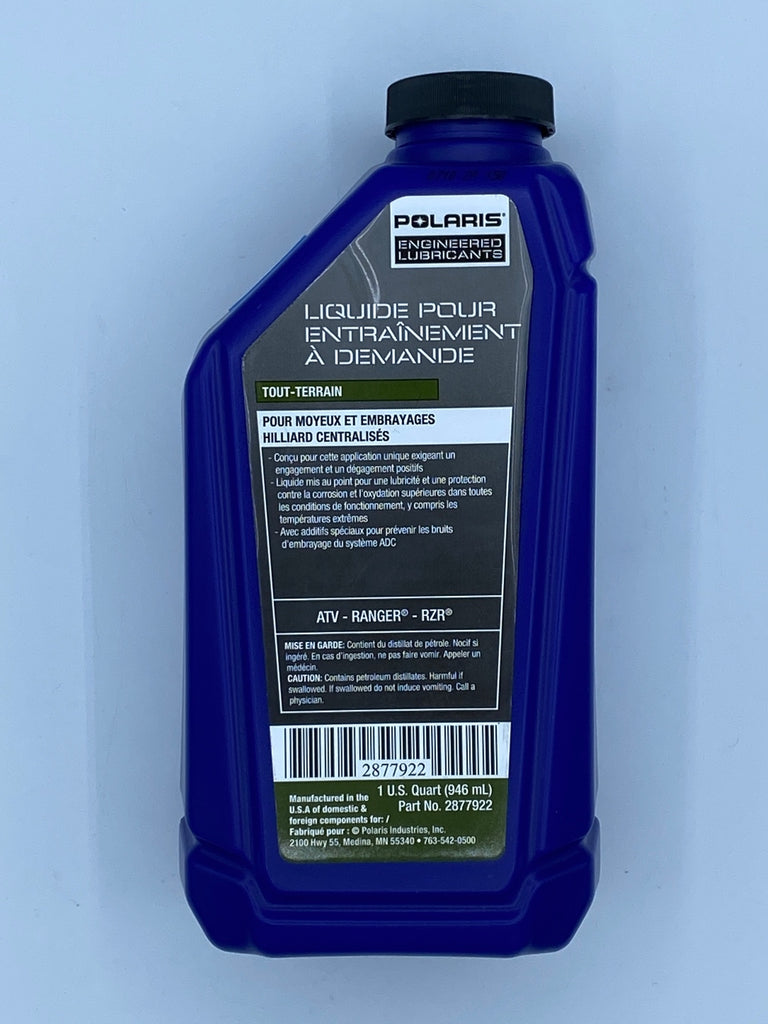 POLARIS®
ENGINEERED
LUBRICANTS
LIQUIDE POUR
ENTRAÎNEMENT
À DEMANDE
TOUT-TERRAIN
POUR MOYEUX ET EMBRAYAGES
HILLIARD CENTRALISÉS
- Conçu pour cette application unique exigeant un
engagement et un dégagement positifs
- Liquide mis au point pour une lubricité et une protection
contre la corrosion et l'oxydation supérieures dans toutes
les conditions de fonctionnement, y compris les
températures extrêmes
- Avec additifs spéciaux pour prévenir les bruits
d'embrayage du système ADC
ATV - RANGER® - RZR®
MISE EN GARDE: Contient du distillat de pétrole. Nocif si
ingéré. En cas d'ingestion, ne pas faire vomir. Appeler un
médécin.
CAUTION: Contains petroleum distillates. Harmful if
swallowed. If swallowed do not induce vomiting. Call a
physician.
2877922
1 U.S. Quart (946 mL)
Part No. 2877922
Manufactured in the
U.S.A of domestic &
foreign components for: /
Fabriqué pour : © Polaris Industries, Inc.
2100 Hwy 55, Medina, MN 55340 • 763-542-0500